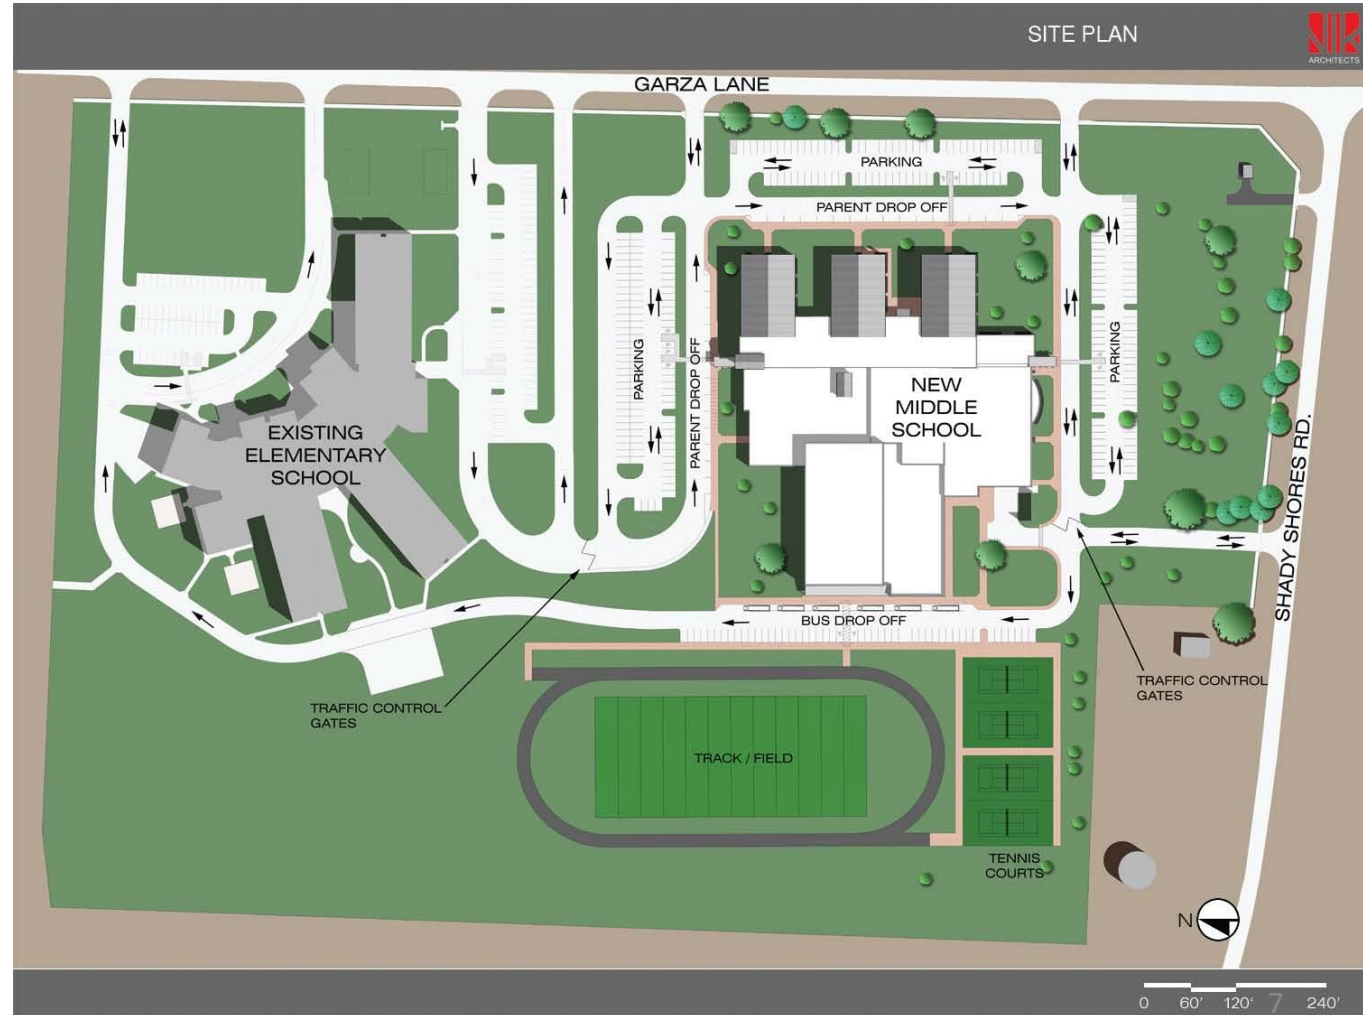 SITE PLAN
ARCHITECTS
GARZA LANE
PARKING
PARENT DROP OFF
PARKING
PARENT DROP OFF
PARKING
NEW
MIDDLE
SCHOOL
EXISTING
ELEMENTARY
SCHOOL
SHADY SHORES RD.
BUS DROP OFF
TRAFFIC CONTROL
GATES
TRAFFIC CONTROL
GATES
TRACK / FIELD
TENNIS
COURTS
N
0 60' 120' 7 240'